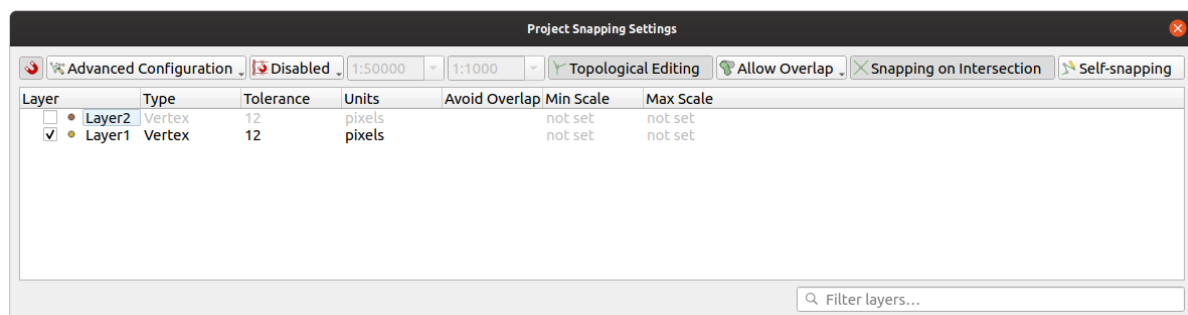 Project Snapping Settings
Advanced Configuration Disabled 1:50000 1:1000 Topological Editing Allow Overlap Snapping on Intersection Self-snapping
Layer Type Tolerance Units Avoid Overlap Min Scale Max Scale
Layer2 Vertex 12 pixels not set not set
Layer1 Vertex 12 pixels not set not set
Filter layers...